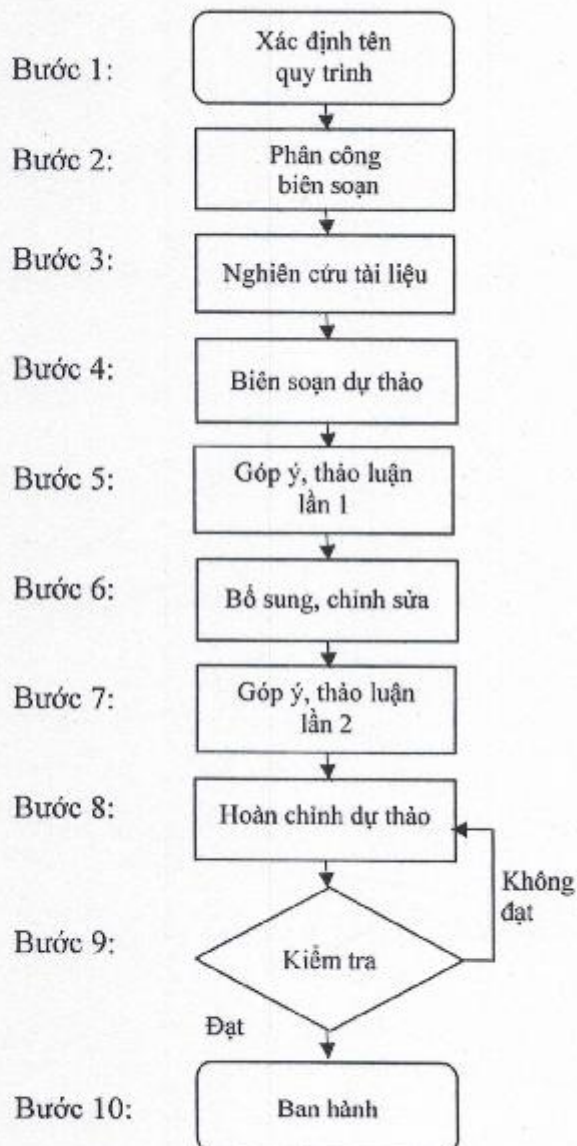 Bước 1:
Xác định tên
quy trình
Bước 2:
Phân công
biên soạn
Bước 3:
Nghiên cứu tài liệu
Bước 4:
Biên soạn dự thảo
Bước 5:
Góp ý, thảo luận
lần 1
Bước 6:
Bổ sung, chỉnh sửa
Bước 7:
Góp ý, thảo luận
lần 2
Bước 8:
Hoàn chỉnh dự thảo
Không
đạt
Bước 9:
Kiểm tra
Đạt
Bước 10:
Ban hành